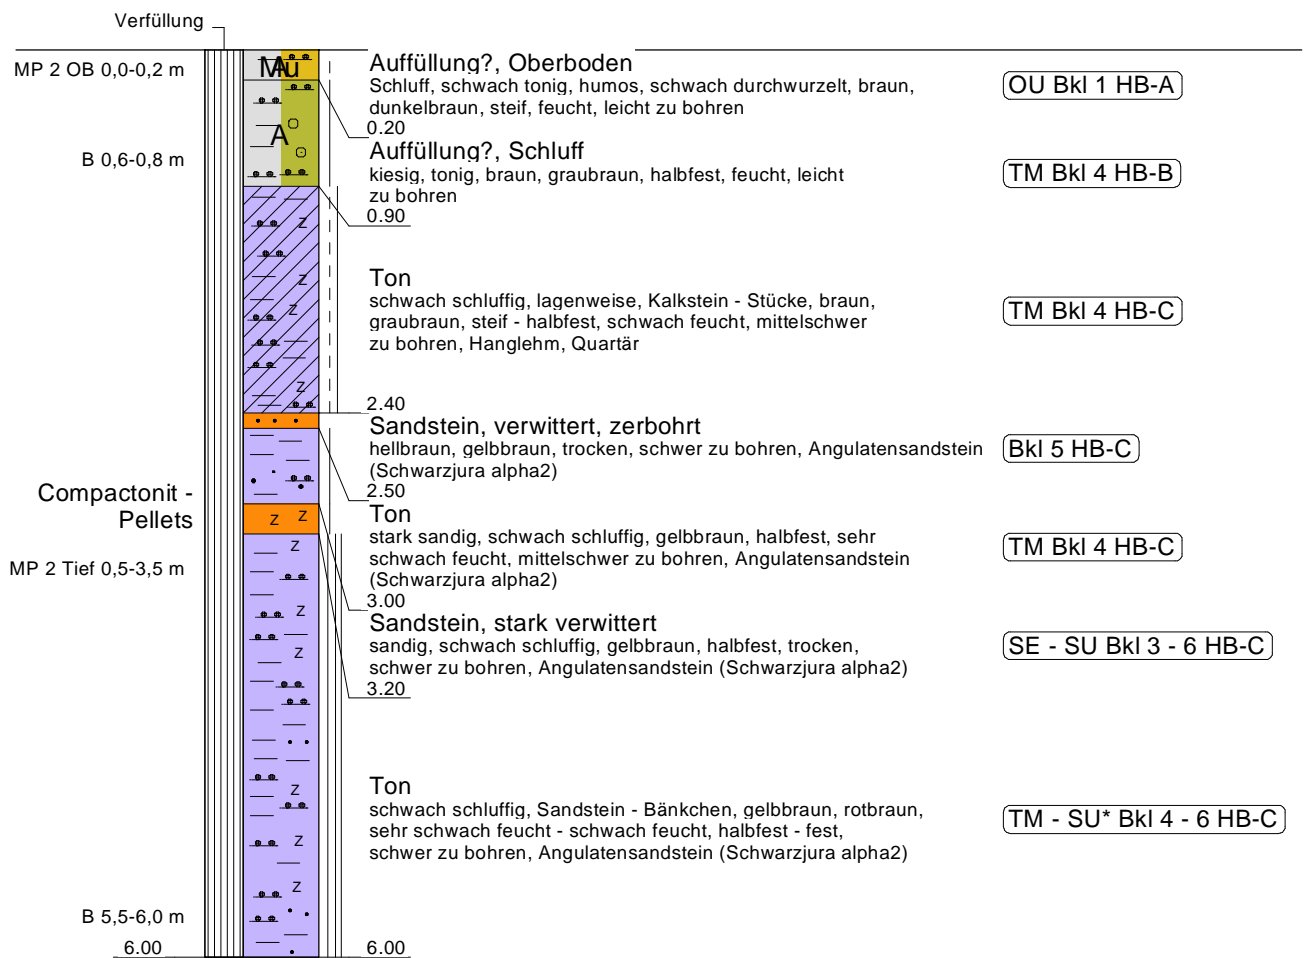 Verfüllung
MP 2 OB 0,0-0,2 m
Mu
A
Auffüllung?, Oberboden
Schluff, schwach tonig, humos, schwach durchwurzelt, braun,
dunkelbraun, steif, feucht, leicht zu bohren
OU Bkl 1 HB-A
0.20
A
B 0,6-0,8 m
Auffüllung?, Schluff
kiesig, tonig, braun, graubraun, halbfest, feucht, leicht
zu bohren
TM Bkl 4 HB-B
0.90
Z
Z
Z
Z
Ton
schwach schluffig, lagenweise, Kalkstein - Stücke, braun,
graubraun, steif - halbfest, schwach feucht, mittelschwer
zu bohren, Hanglehm, Quartär
TM Bkl 4 HB-C
2.40
Sandstein, verwittert, zerbohrt
hellbraun, gelbbraun, trocken, schwer zu bohren, Angulatensandstein
(Schwarzjura alpha2)
Bkl 5 HB-C
2.50
Compactonit -
Pellets
Z Z
Ton
stark sandig, schwach schluffig, gelbbraun, halbfest, sehr
schwach feucht, mittelschwer zu bohren, Angulatensandstein
(Schwarzjura alpha2)
TM Bkl 4 HB-C
MP 2 Tief 0,5-3,5 m
3.00
Sandstein, stark verwittert
sandig, schwach schluffig, gelbbraun, halbfest, trocken,
schwer zu bohren, Angulatensandstein (Schwarzjura alpha2)
SE - SU Bkl 3 - 6 HB-C
3.20
Z
Z
Z
Z
Z
Z
Z
Ton
schwach schluffig, Sandstein - Bänkchen, gelbbraun, rotbraun,
sehr schwach feucht - schwach feucht, halbfest - fest,
schwer zu bohren, Angulatensandstein (Schwarzjura alpha2)
TM - SU* Bkl 4 - 6 HB-C
B 5,5-6,0 m
6.00
6.00